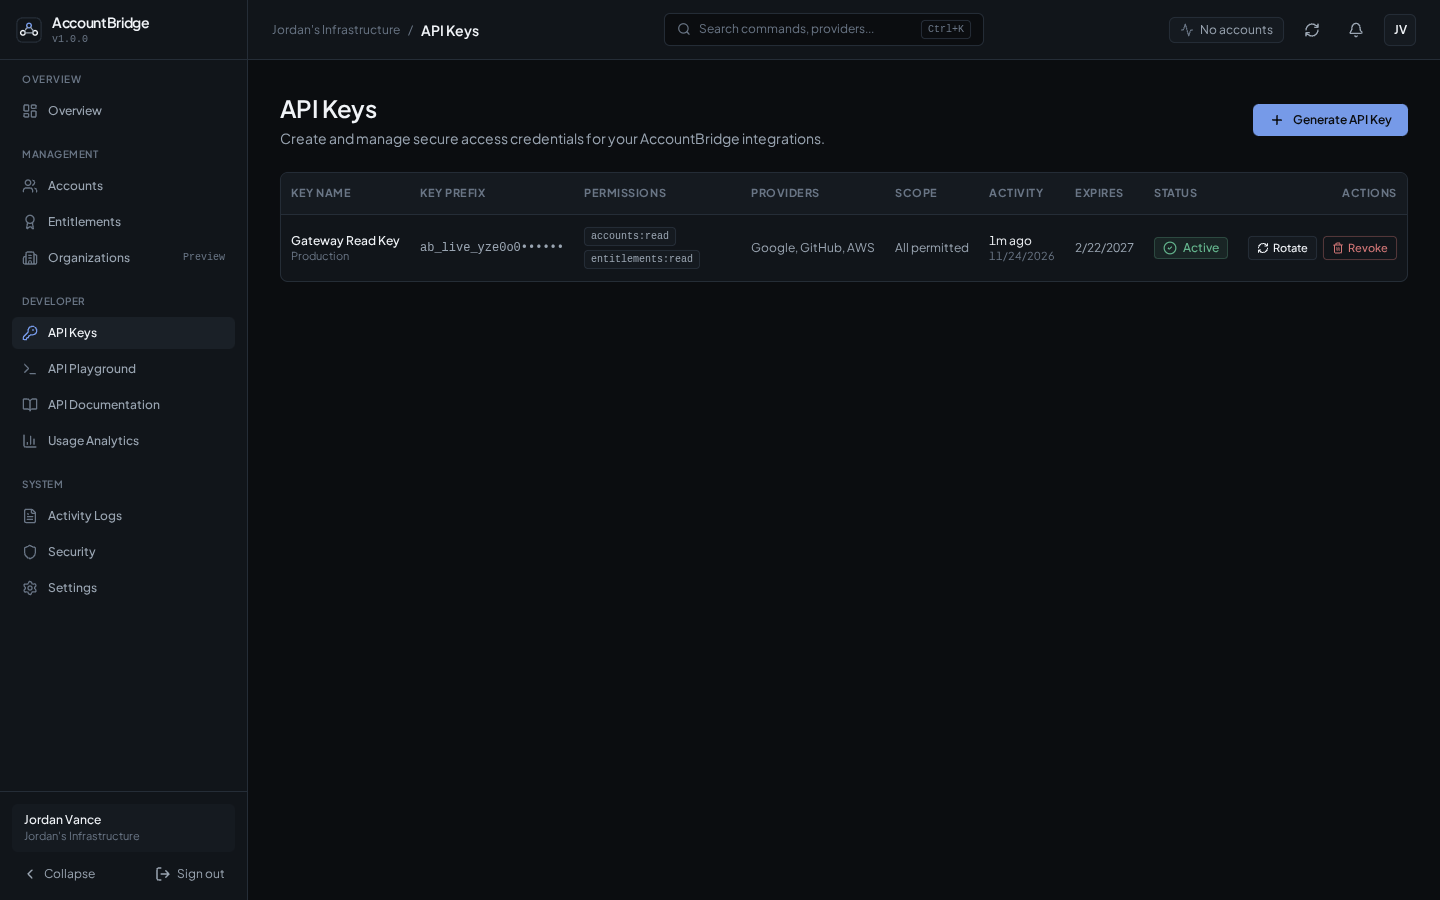 AccountBridge
v1.0.0
Jordan's Infrastructure / API Keys
Search commands, providers...
Ctrl+K
No accounts
JV
OVERVIEW
Overview
MANAGEMENT
Accounts
Entitlements
Organizations
Preview
DEVELOPER
API Keys
API Playground
API Documentation
Usage Analytics
SYSTEM
Activity Logs
Security
Settings
Jordan Vance
Jordan's Infrastructure
Collapse
Sign out
API Keys
Create and manage secure access credentials for your AccountBridge integrations.
Generate API Key
KEY NAME
KEY PREFIX
PERMISSIONS
PROVIDERS
SCOPE
ACTIVITY
EXPIRES
STATUS
ACTIONS
Gateway Read Key
Production
ab_live_yze0o0••••••
accounts:read
entitlements:read
Google, GitHub, AWS
All permitted
1m ago
11/24/2026
2/22/2027
Active
Rotate
Revoke